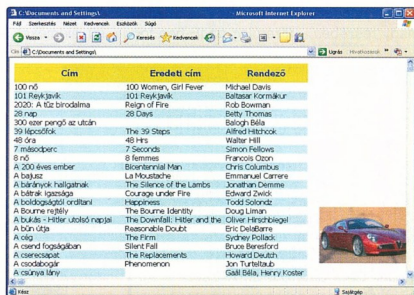 C:\Documents and Settings\ - Microsoft Internet Explorer
Fájl Szerkesztés Nézet Kedvencek Eszközök Súgó
Vissza Keresés Kedvencek
Cím C:\Documents and Settings\ Ugrás Hivatkozások
Cím Eredeti cím Rendező
100 nő 100 Women, Girl Fever Michael Davis
101 Reykjavik 101 Reykjavík Baltasar Kormákur
2020: A tűz birodalma Reign of Fire Rob Bowman
28 nap 28 Days Betty Thomas
300 ezer pengő az utcán Balogh Béla
39 lépcsőfok The 39 Steps Alfred Hitchcok
48 óra 48 Hrs Walter Hill
7 másodperc 7 Seconds Simon Fellows
8 nő 8 femmes Francois Ozon
A 200 éves ember Bicentennial Man Chris Columbus
A bajusz La Moustache Emmanuel Carrere
A bárányok hallgatnak The Silence of the Lambs Jonathan Demme
A bátrak igazsága Courage under Fire Edward Zwick
A boldogságtól ordítani Happiness Todd Solondz
A Bourne rejtély The Bourne Identity Doug Liman
A bukás - Hitler utolsó napjai The Downfall: Hitler and the Oliver Hirschbiegel
A bűn útja Reasonable Doubt Eric DelaBarre
A cég The Firm Sydney Pollack
A csend fogságában Silent Fall Bruce Beresford
A cserecsapat The Replacements Howard Deutch
A csodabogár Phenomenon Jon Turteltaub
A csúnya lány Gaál Béla, Henry Koster
Kész Sajátgép